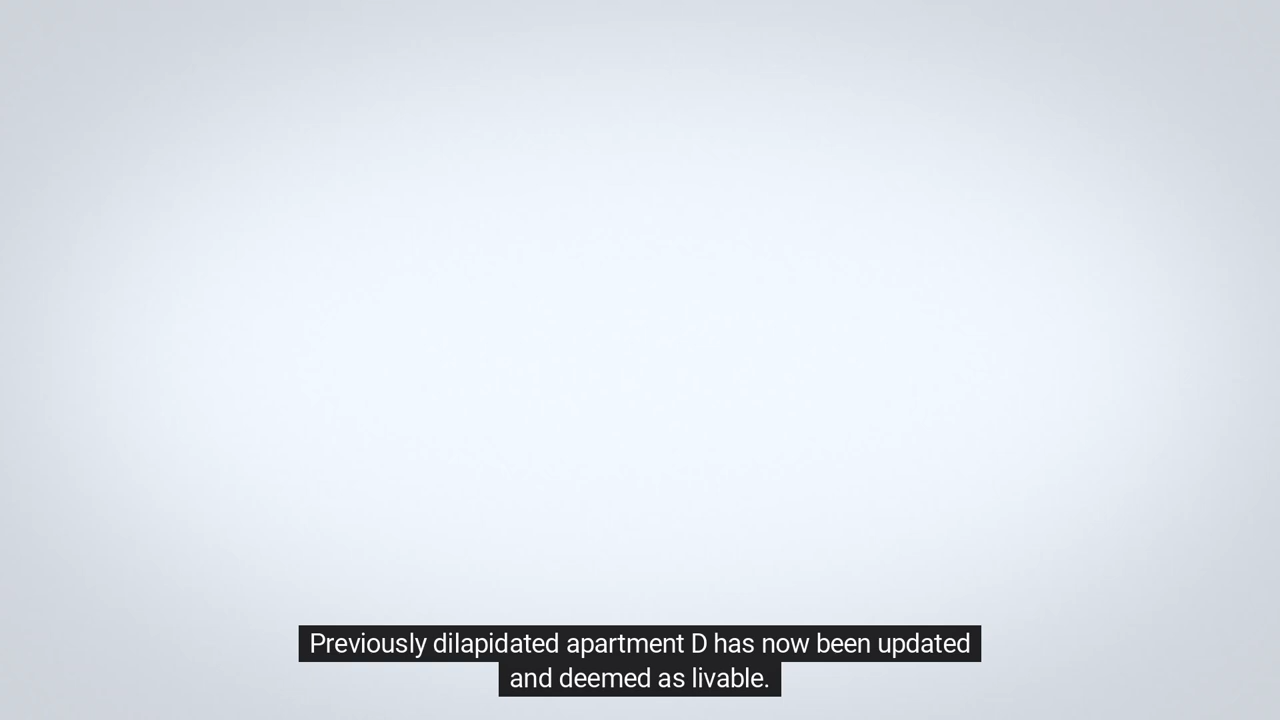 Previously dilapidated apartment D has now been updated
and deemed as livable.